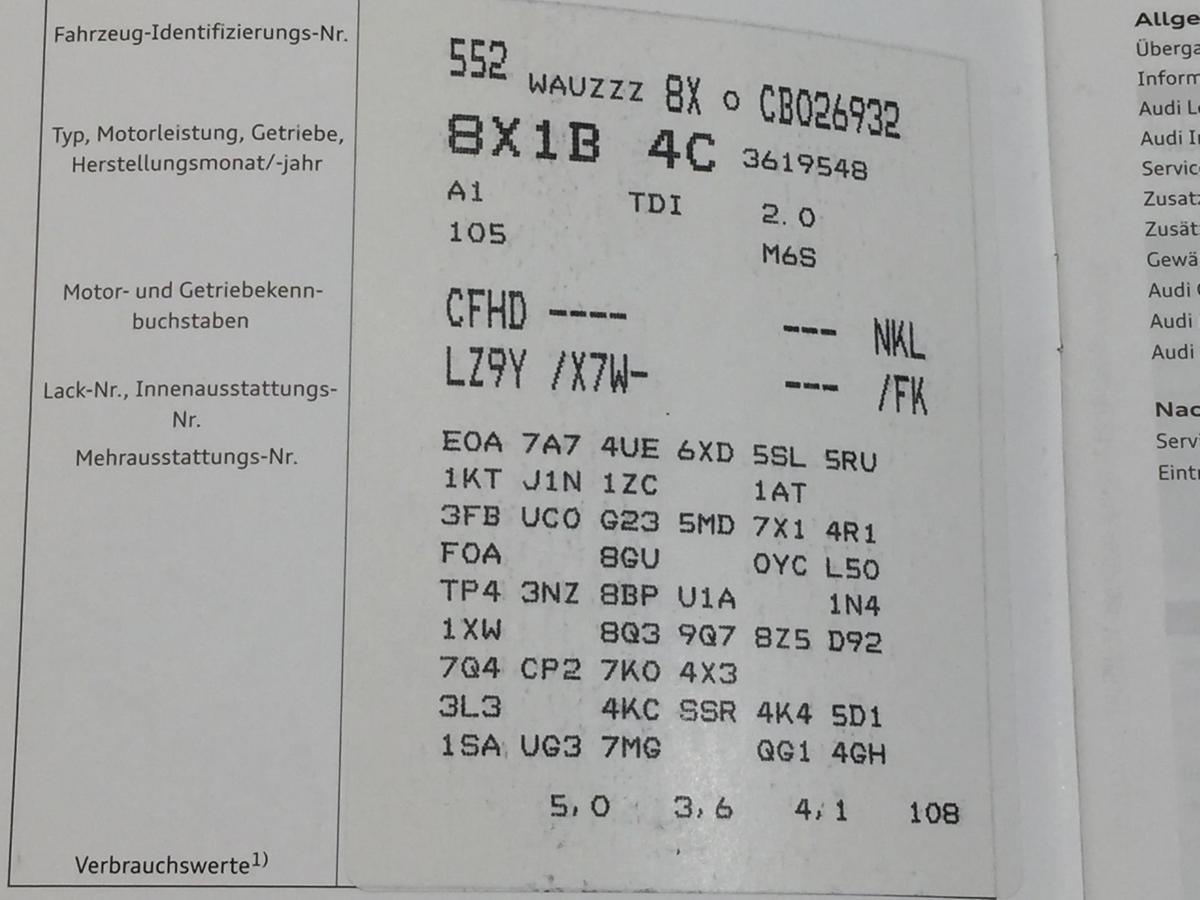 Fahrzeug-Identifizierungs-Nr.
552 WAUZZZ 8X 0 CB026932
Typ, Motorleistung, Getriebe,
Herstellungsmonat/-jahr
8X1B 4C 3619548
A1 TDI 2. 0
105 M6S
Motor- und Getriebekenn-
buchstaben
CFHD ---- --- NKL
LZ9Y /X7W- --- /FK
Lack-Nr., Innenausstattungs-
Nr.
Mehrausstattungs-Nr.
E0A 7A7 4UE 6XD 5SL 5RU
1KT J1N 1ZC 1AT
3FB UC0 G23 5MD 7X1 4R1
F0A 8GU 0YC L50
TP4 3NZ 8BP U1A 1N4
1XW 8Q3 9Q7 8Z5 D92
7Q4 CP2 7K0 4X3
3L3 4KC SSR 4K4 5D1
1SA UG3 7MG QG1 4GH
5,0 3,6 4,1 108
Verbrauchswerte1)
Allge
Überga
Inform
Audi Le
Audi In
Service
Zusatz
Zusät
Gewä
Audi
Audi
Audi
Nac
Servi
Eintr